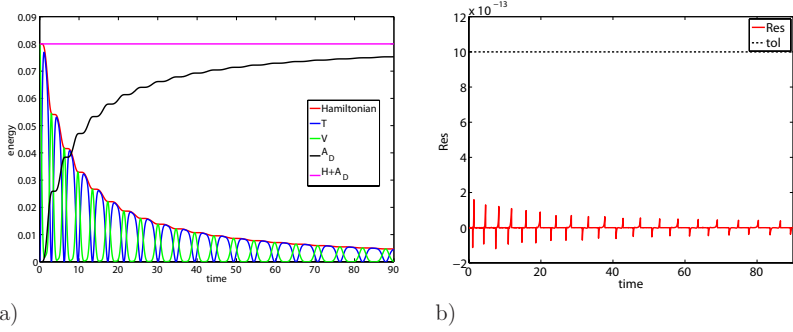 0.09
0.08
0.07
0.06
0.05
0.04
0.03
0.02
0.01
0
energy
0 10 20 30 40 50 60 70 80 90
time
Hamiltonian
T
V
A_D
H+A_D
a)
12 x 10^-13
10
8
6
4
2
0
−2
Res
0 20 40 60 80
time
Res
tol
b)